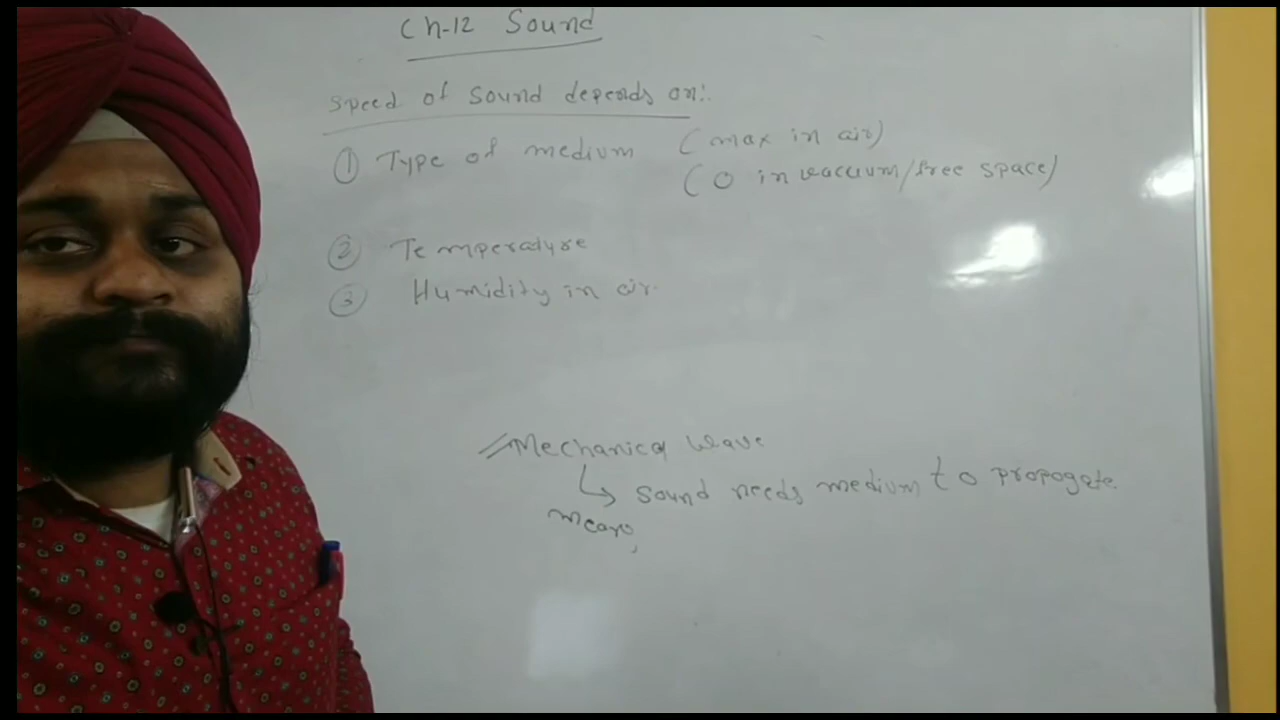 Ch-12 Sound
Speed of sound depends on:.
① Type of medium (max in air)
(0 in vaccum/free space)
② Temperature
③ Humidity in air.
Mechanical wave
↳ sound needs medium to propogate.
means,